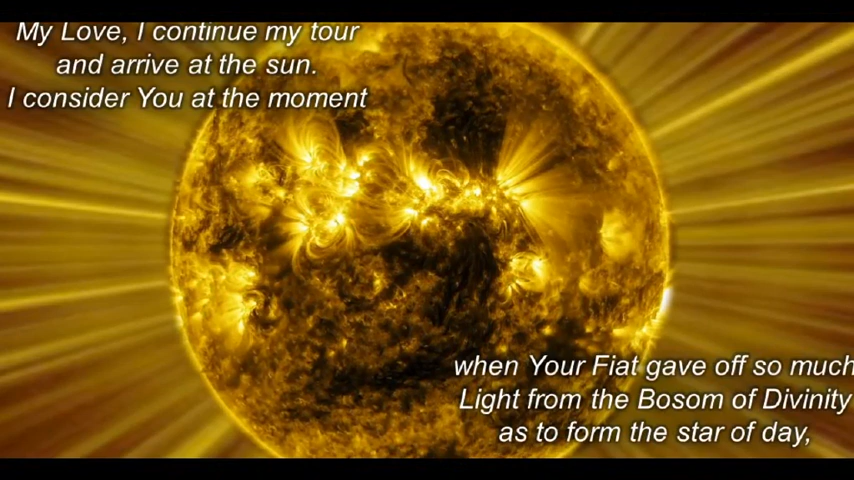 My Love, I continue my tour
and arrive at the sun.
I consider You at the moment
when Your Fiat gave off so much
Light from the Bosom of Divinity
as to form the star of day,